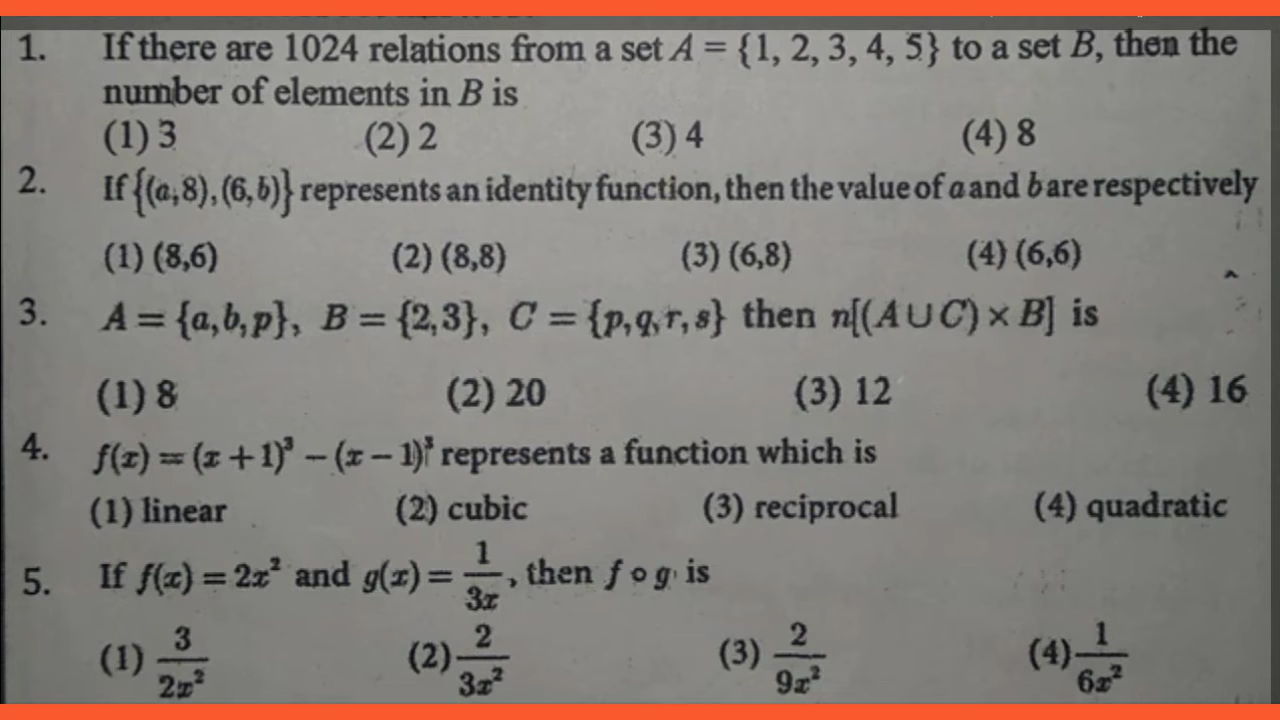 1. If there are 1024 relations from a set A = {1, 2, 3, 4, 5} to a set B, then the
number of elements in B is
(1) 3 (2) 2 (3) 4 (4) 8
2. If {(a,8),(6,b)} represents an identity function, then the value of a and b are respectively
(1) (8,6) (2) (8,8) (3) (6,8) (4) (6,6)
3. A = {a,b,p}, B = {2,3}, C = {p,q,r,s} then n[(A ∪ C) × B] is
(1) 8 (2) 20 (3) 12 (4) 16
4. f(x) = (x + 1)³ – (x – 1)³ represents a function which is
(1) linear (2) cubic (3) reciprocal (4) quadratic
5. If f(x) = 2x² and g(x) = 1/3x, then f ∘ g is
(1) 3/2x² (2) 2/3x² (3) 2/9x² (4) 1/6x²